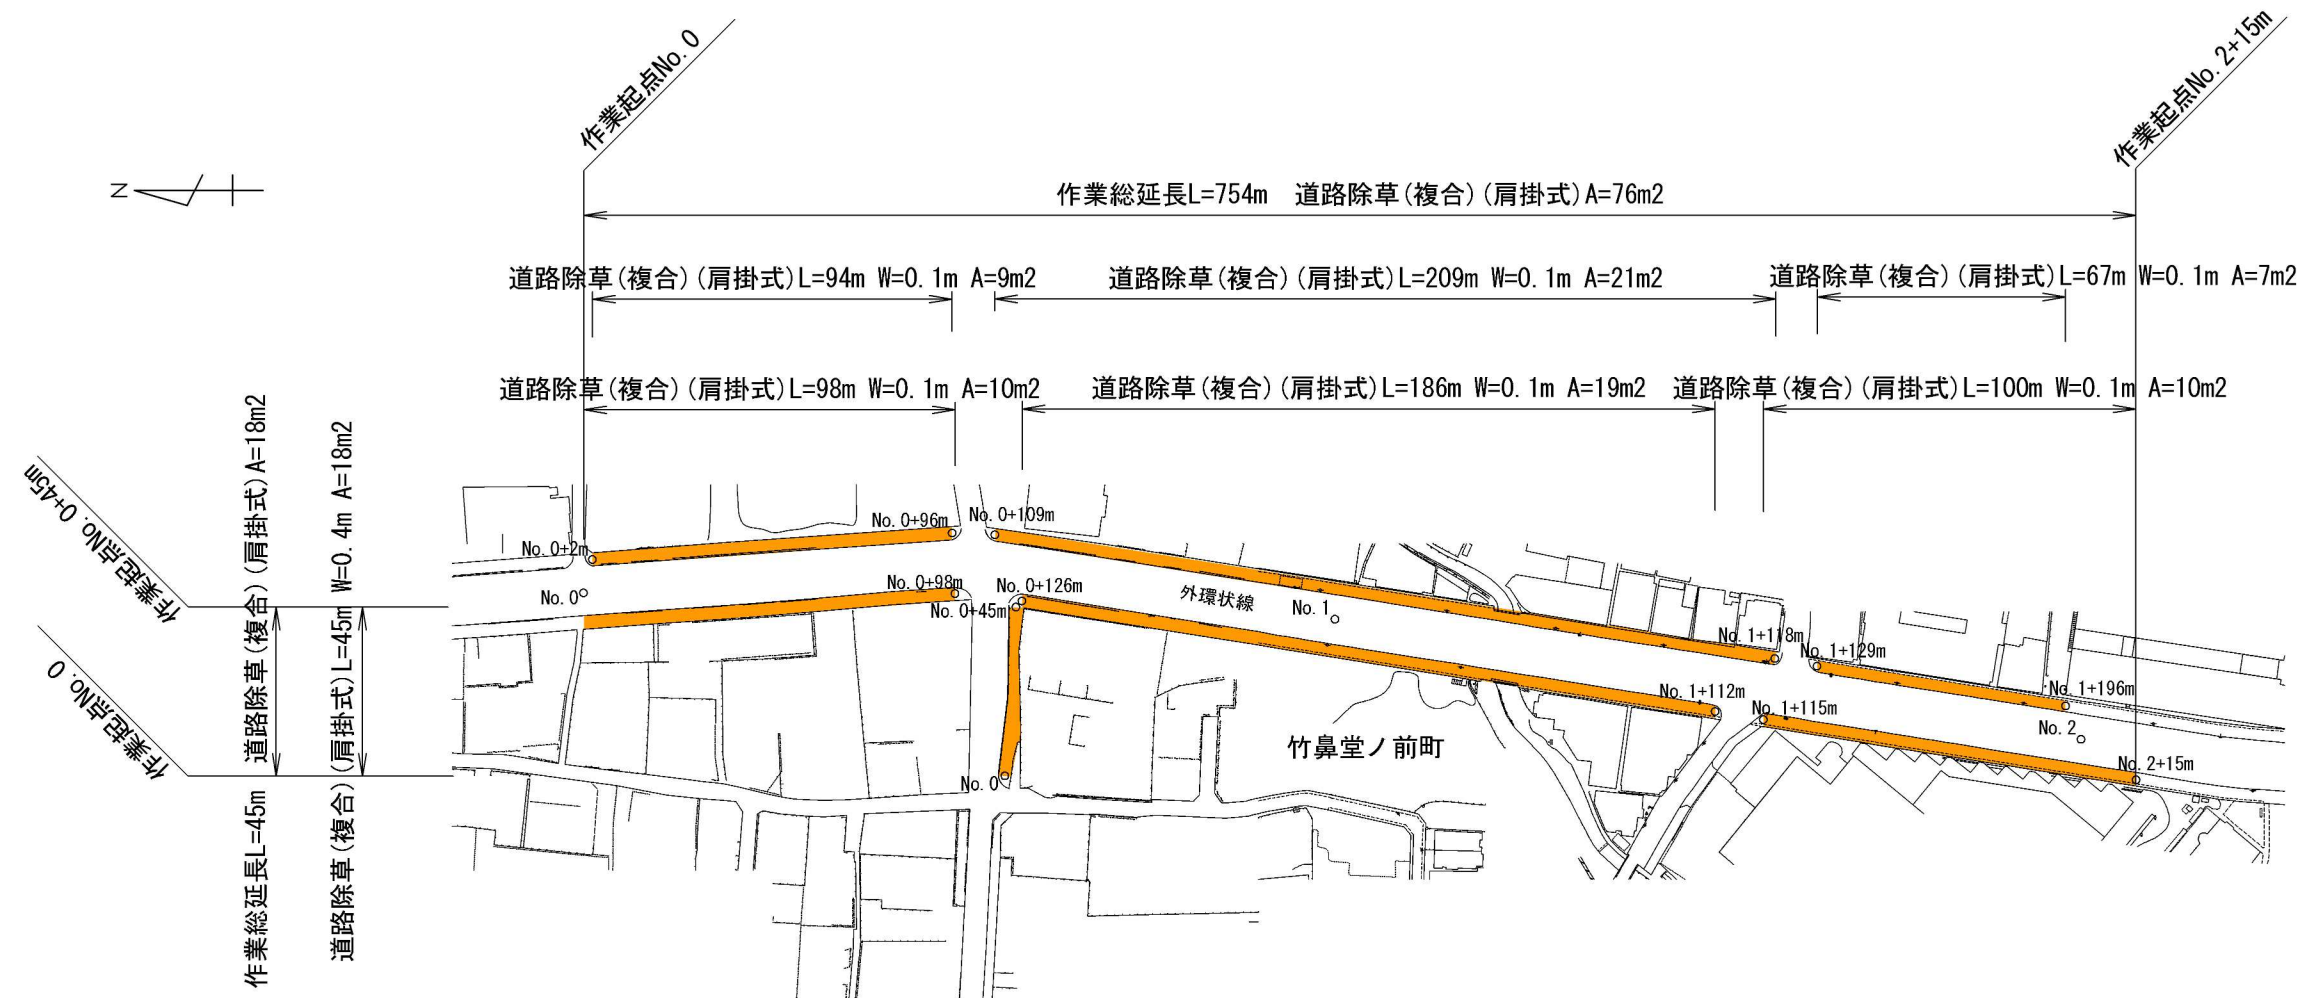 作業起点No. 0
作業起点No. 2+15m
N
作業総延長L=754m 道路除草(複合)(肩掛式)A=76m2
道路除草(複合)(肩掛式)L=94m W=0.1m A=9m2
道路除草(複合)(肩掛式)L=209m W=0.1m A=21m2
道路除草(複合)(肩掛式)L=67m W=0.1m A=7m2
道路除草(複合)(肩掛式)L=98m W=0.1m A=10m2
道路除草(複合)(肩掛式)L=186m W=0.1m A=19m2
道路除草(複合)(肩掛式)L=100m W=0.1m A=10m2
作業起点No. 0+45m
作業起点No. 0
作業総延長L=45m 道路除草(複合)(肩掛式)A=18m2
道路除草(複合)(肩掛式)L=45m W=0.4m A=18m2
No. 0+96m
No. 0+109m
No. 0+2m
No. 0
No. 0+98m
No. 0+126m
No. 0+45m
外環状線
No. 1
No. 1+118m
No. 1+129m
No. 1+112m
No. 1+196m
No. 1+115m
No. 2
竹鼻堂ノ前町
No. 2+15m
No. 0